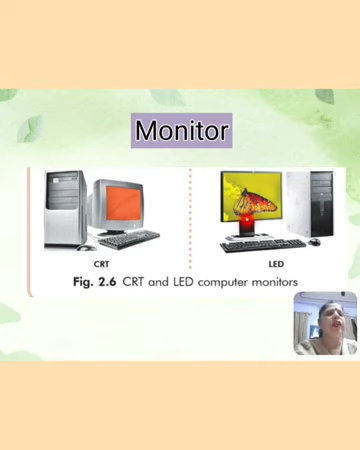 Monitor
CRT
LED
Fig. 2.6 CRT and LED computer monitors